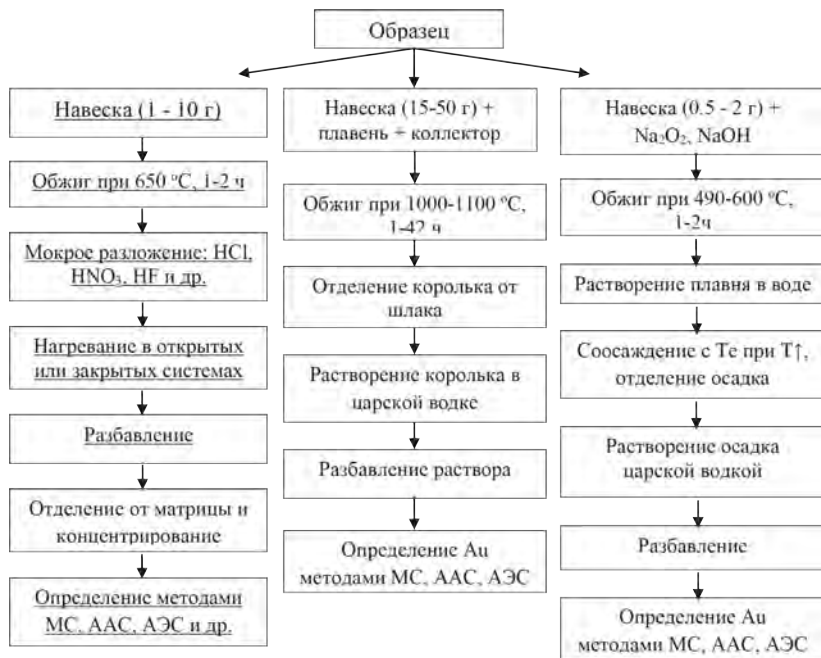 Образец
Навеска (1 - 10 г)
Обжиг при 650 ºС, 1-2 ч
Мокрое разложение: HCl,
HNO₃, HF и др.
Нагревание в открытых
или закрытых системах
Разбавление
Отделение от матрицы и
концентрирование
Определение методами
МС, ААС, АЭС и др.
Навеска (15-50 г) +
плавень + коллектор
Обжиг при 1000-1100 ºС,
1-42 ч
Отделение королька от
шлака
Растворение королька в
царской водке
Разбавление раствора
Определение Au
методами МС, ААС, АЭС
Навеска (0.5 - 2 г) +
Na₂O₂, NaOH
Обжиг при 490-600 ºС,
1-2ч
Растворение плавня в воде
Соосаждение с Te при Т↑,
отделение осадка
Растворение осадка
царской водкой
Разбавление
Определение Au
методами МС, ААС, АЭС